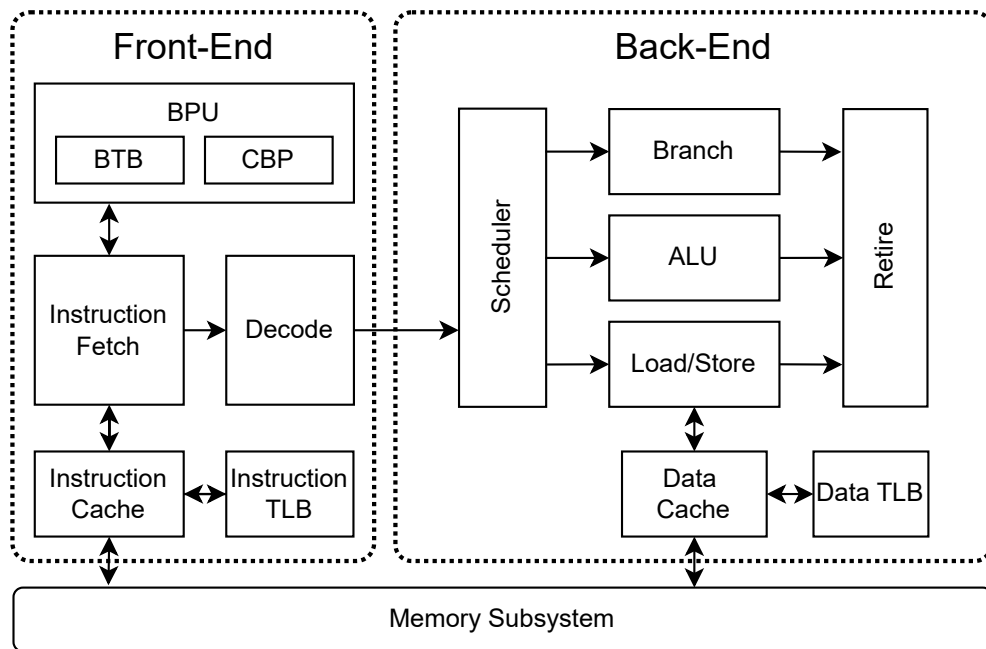 Front-End
BPU
BTB
CBP
Instruction
Fetch
Decode
Instruction
Cache
Instruction
TLB
Back-End
Scheduler
Branch
ALU
Load/Store
Retire
Data
Cache
Data TLB
Memory Subsystem